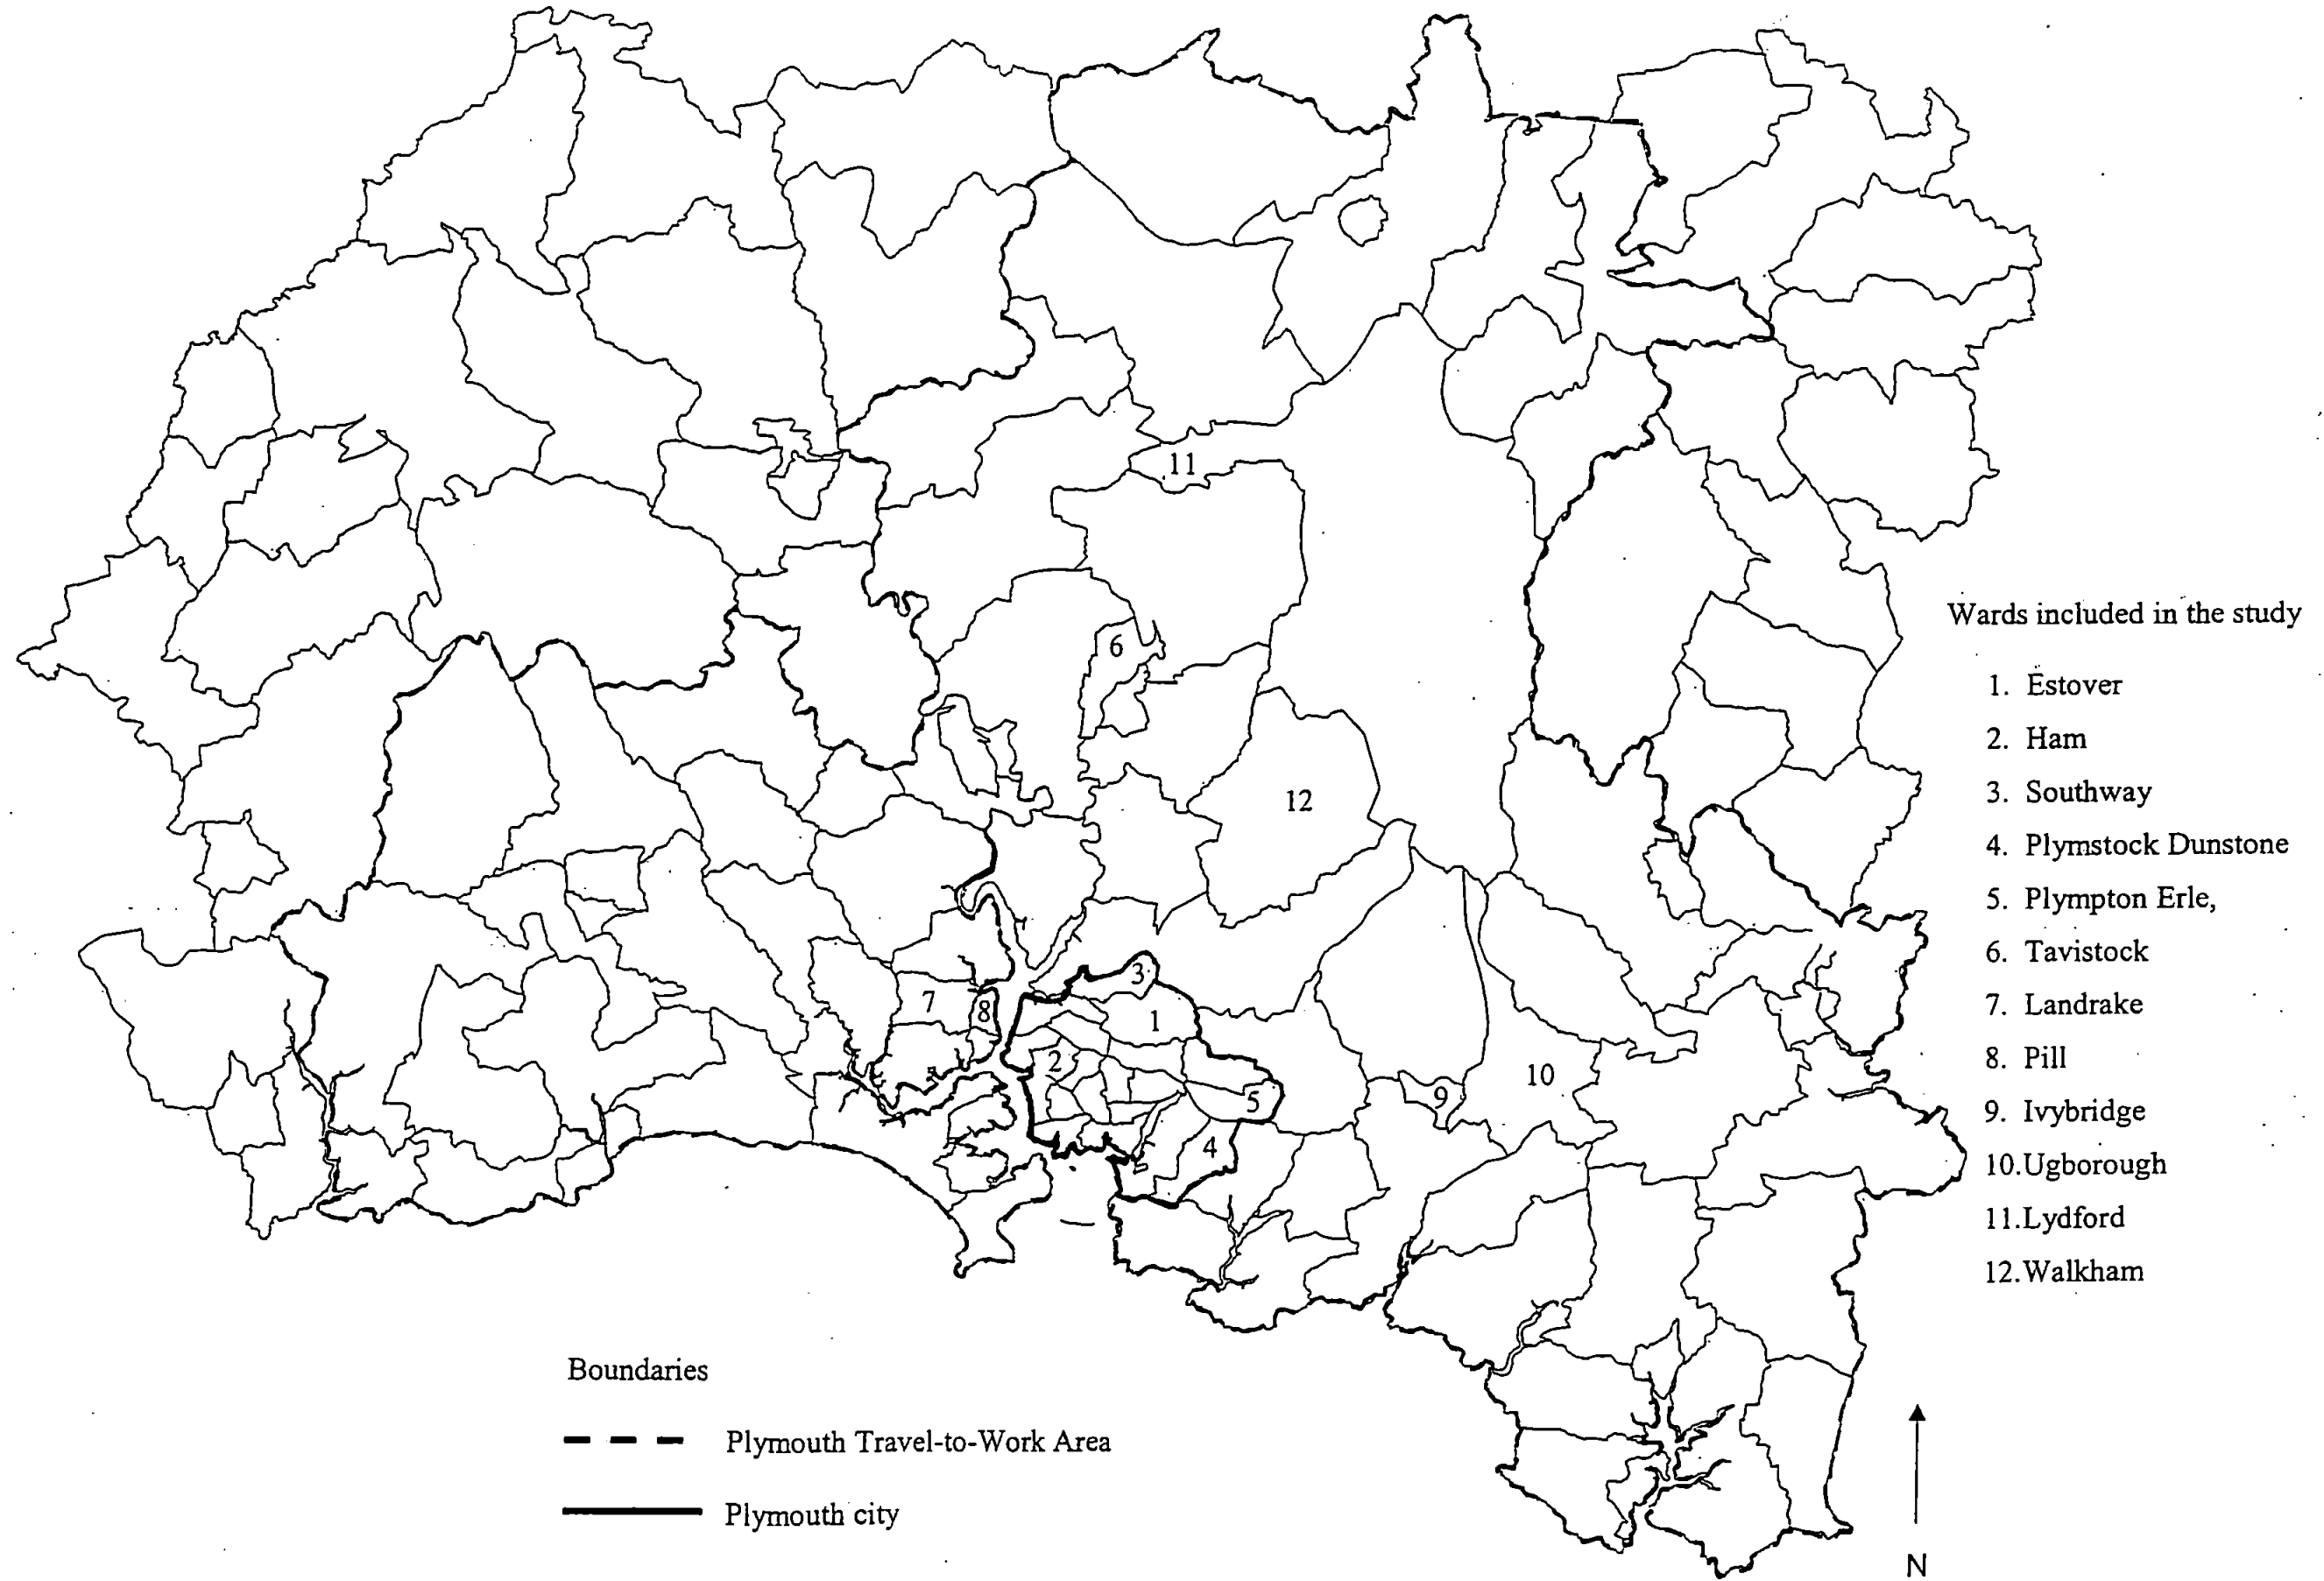 11
6
12
3
7
8
1
2
10
9
5
4
Wards included in the study
1. Estover
2. Ham
3. Southway
4. Plymstock Dunstone
5. Plympton Erle,
6. Tavistock
7. Landrake
8. Pill
9. Ivybridge
10.Ugborough
11.Lydford
12.Walkham
Boundaries
Plymouth Travel-to-Work Area
Plymouth city
N